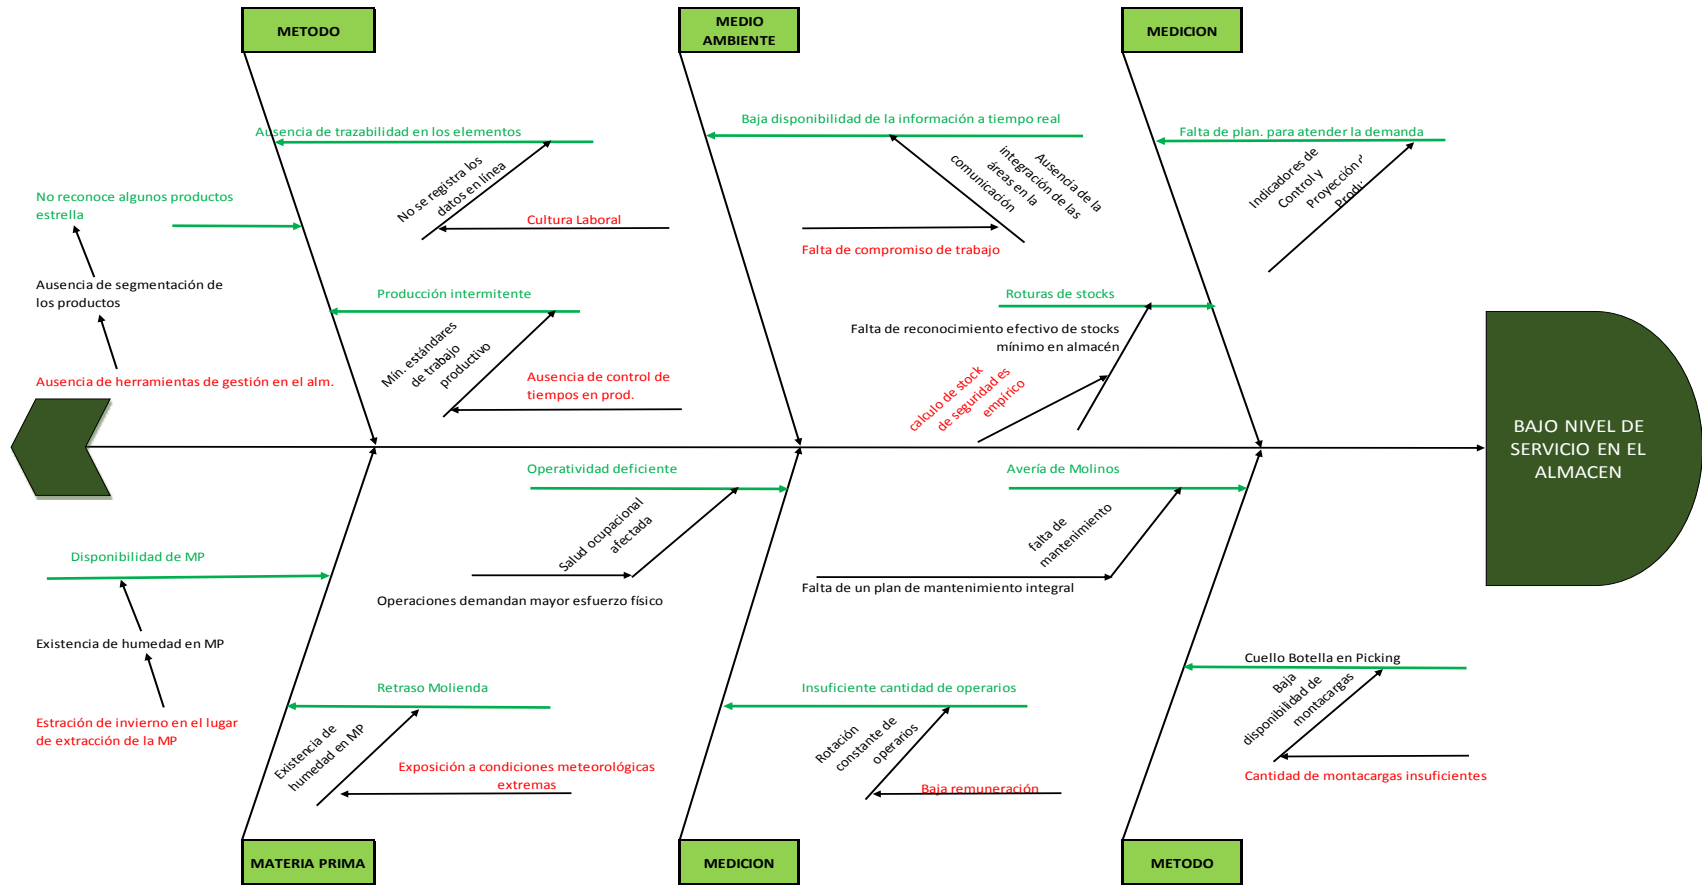 METODO
MEDIO
AMBIENTE
MEDICION
Ausencia de trazabilidad en los elementos
No se registra los
datos en línea
Cultura Laboral
No reconoce algunos productos
estrella
Ausencia de segmentación de
los productos
Ausencia de herramientas de gestión en el alm.
Producción intermitente
Mín. estándares
de trabajo
productivo
Ausencia de control de
tiempos en prod.
Baja disponibilidad de la información a tiempo real
Ausencia de la
integración de las
áreas en la
comunicación
Falta de compromiso de trabajo
Falta de plan. para atender la demanda
Indicadores de
Control y
Proyección
Roturas de stocks
Falta de reconocimiento efectivo de stocks
mínimo en almacén
calculo de stock
de seguridad es
empírico
BAJO NIVEL DE
SERVICIO EN EL
ALMACEN
Disponibilidad de MP
Existencia de humedad en MP
Estración de invierno en el lugar
de extracción de la MP
Retraso Molienda
Existencia de
humedad en MP
Exposición a condiciones meteorológicas
extremas
Operatividad deficiente
Salud ocupacional
afectada
Operaciones demandan mayor esfuerzo físico
Insuficiente cantidad de operarios
Rotación
constante de
operarios
Baja remuneración
Avería de Molinos
falta de
mantenimiento
Falta de un plan de mantenimiento integral
Cuello Botella en Picking
Baja
disponibilidad de
montacargas
Cantidad de montacargas insuficientes
MATERIA PRIMA
MEDICION
METODO